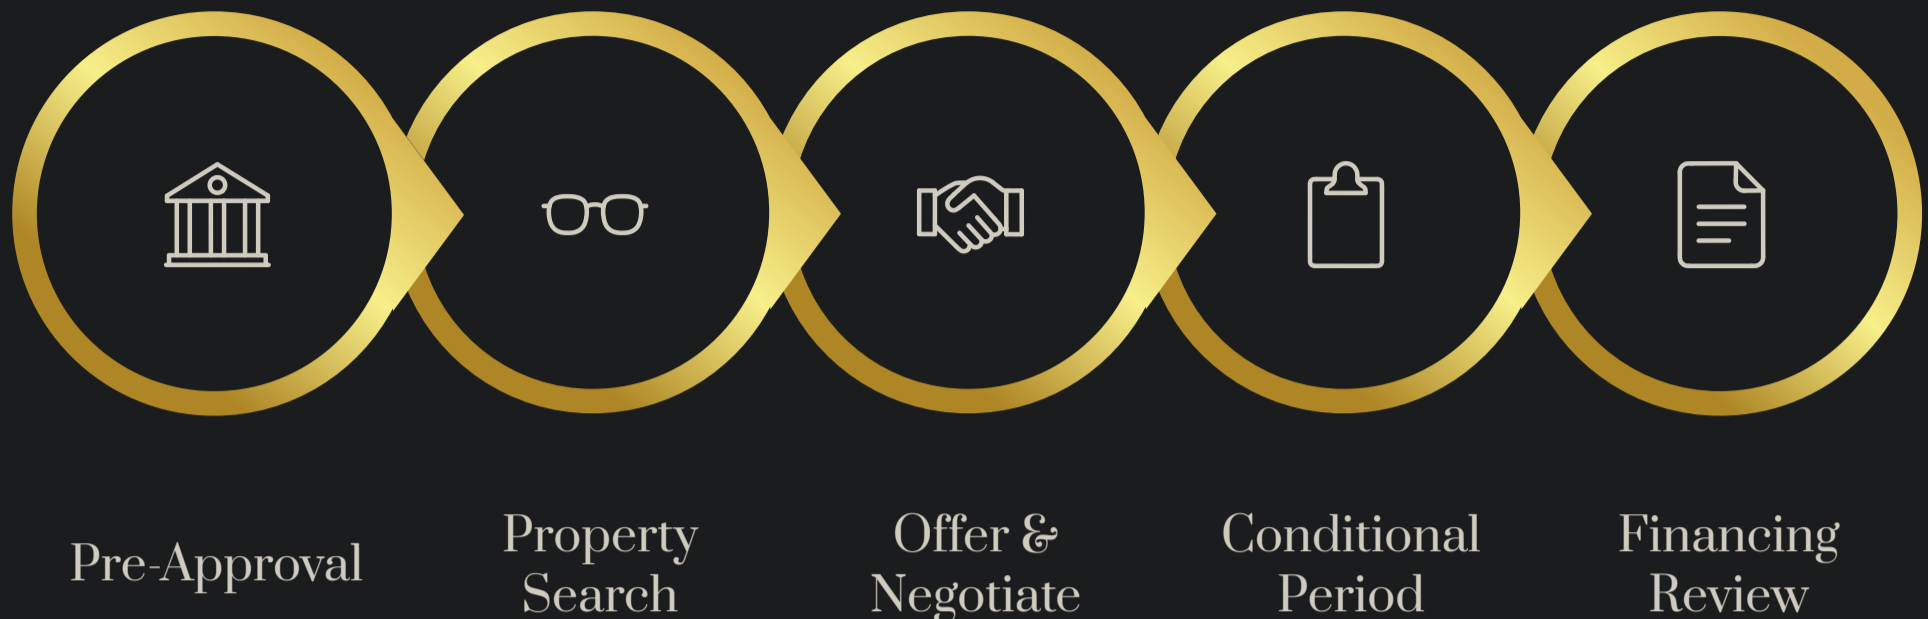 Pre-Approval
Property
Search
Offer &
Negotiate
Conditional
Period
Financing
Review